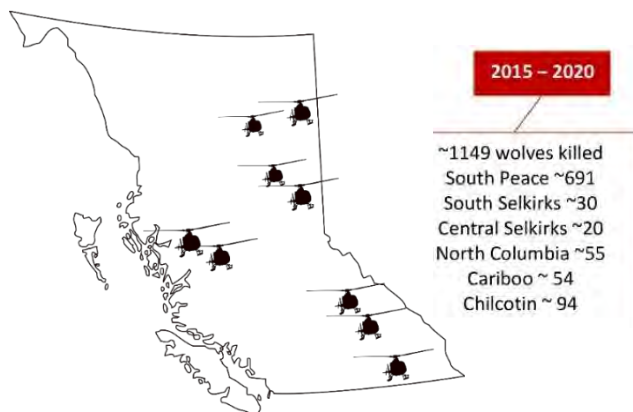 2015 – 2020
~1149 wolves killed
South Peace ~691
South Selkirks ~30
Central Selkirks ~20
North Columbia ~55
Cariboo ~ 54
Chilcotin ~ 94